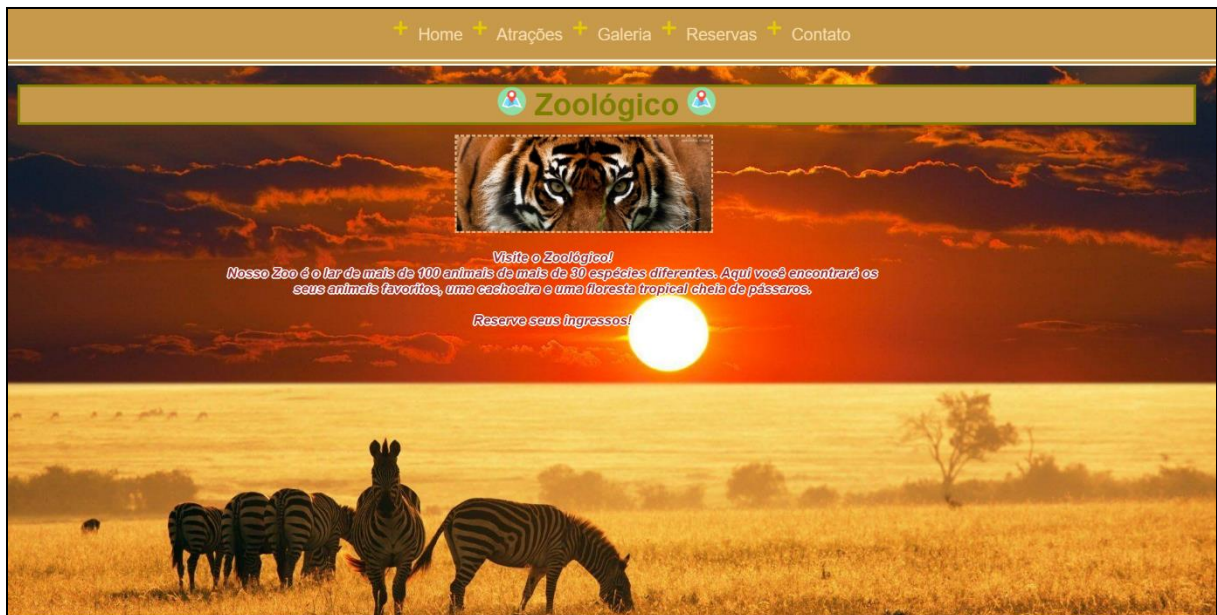 + Home + Atrações + Galeria + Reservas + Contato
Zoológico
Visite o Zoológico!
Nosso Zoo é o lar de mais de 100 animais de mais de 30 espécies diferentes. Aqui você encontrará os
seus animais favoritos, uma cachoeira e uma floresta tropical cheia de pássaros.
Reserve seus ingressos!